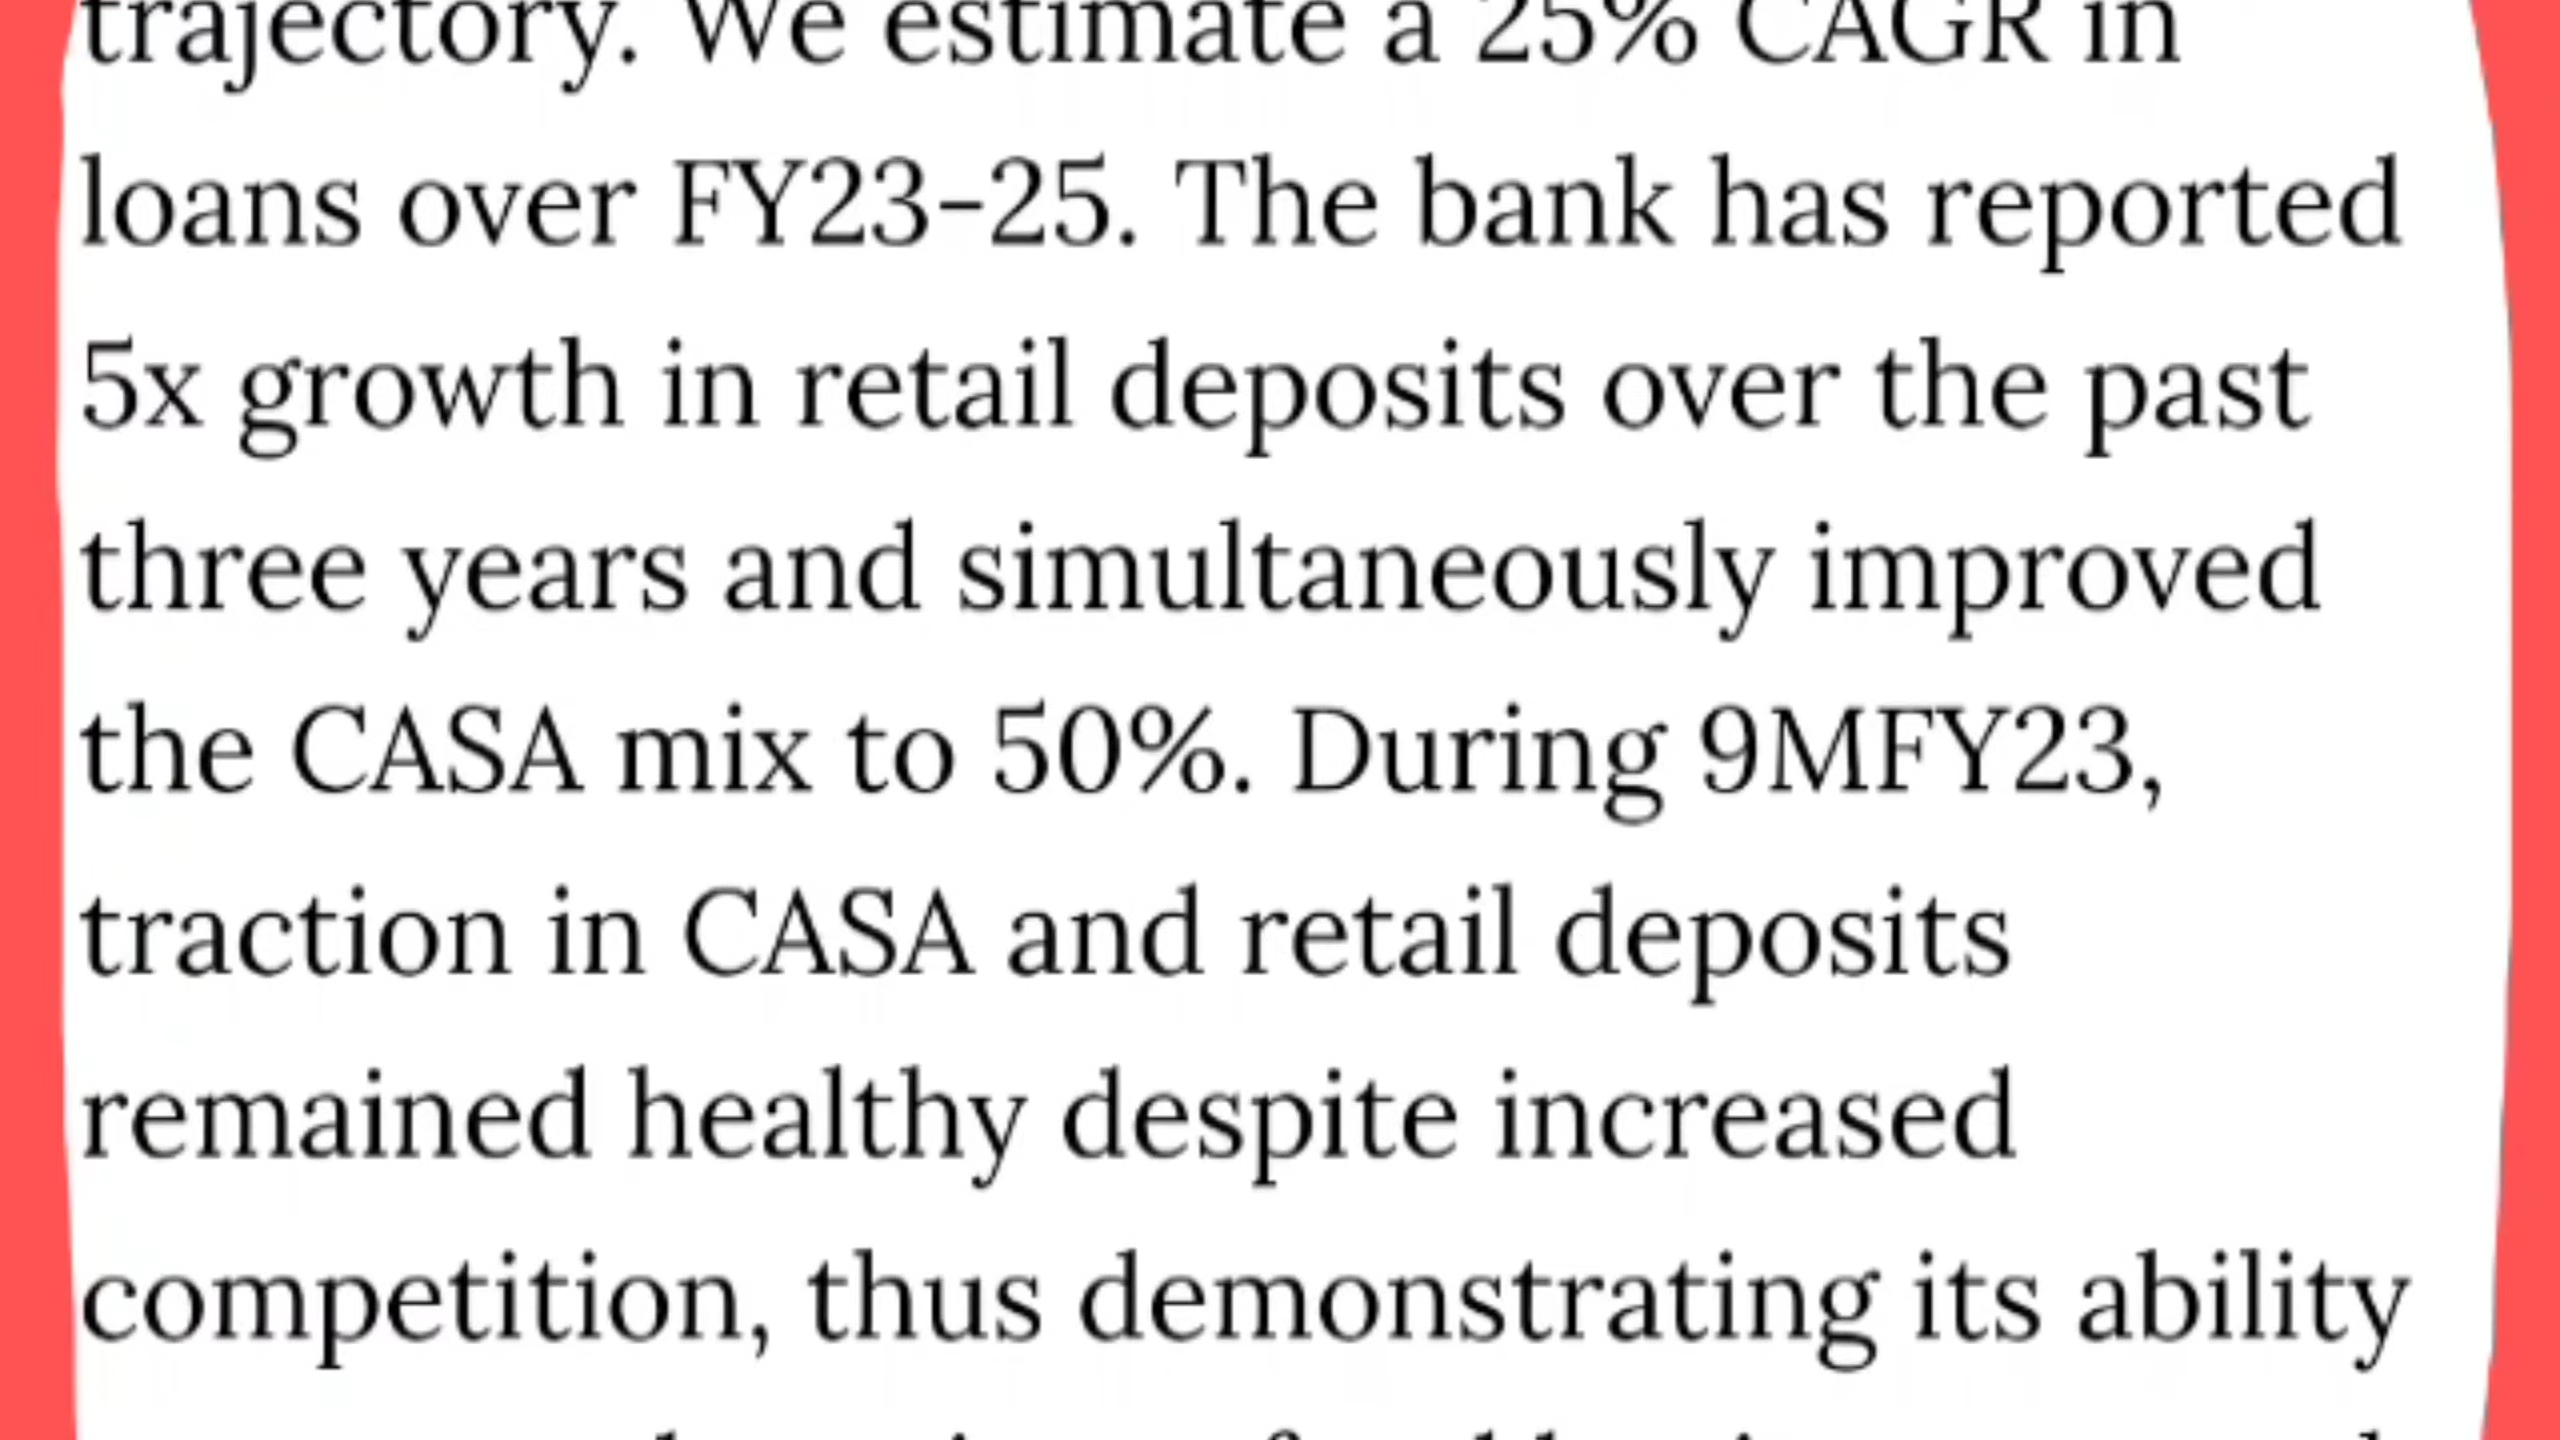 trajectory. We estimate a 25% CAGR in
loans over FY23-25. The bank has reported
5x growth in retail deposits over the past
three years and simultaneously improved
the CASA mix to 50%. During 9MFY23,
traction in CASA and retail deposits
remained healthy despite increased
competition, thus demonstrating its ability